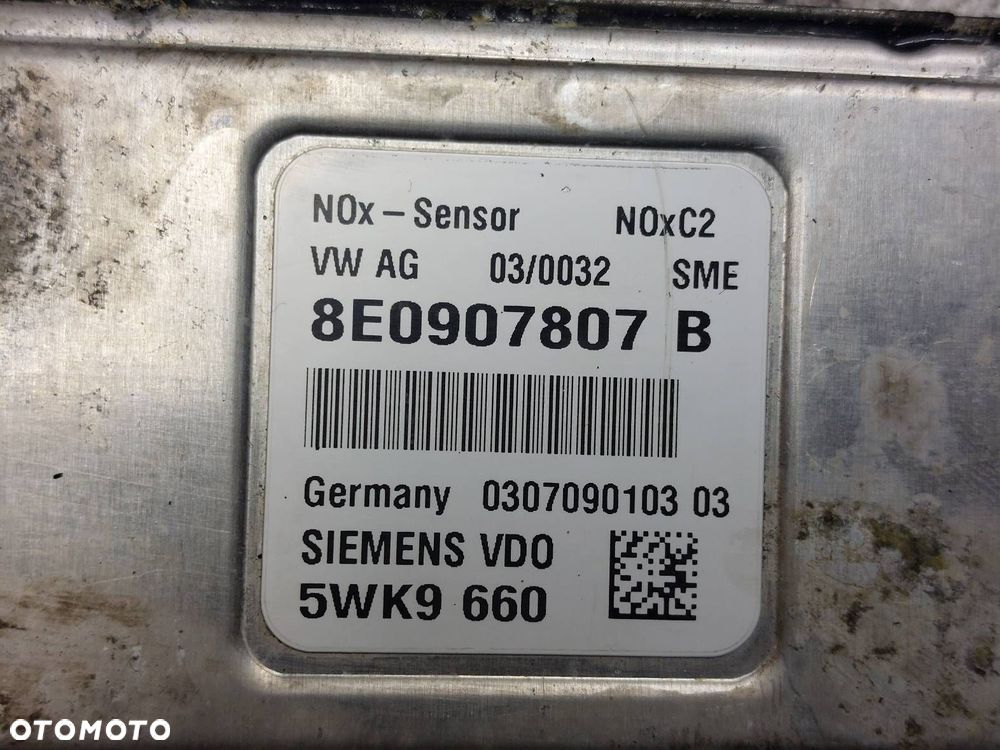 NOx – Sensor NOxC2
VW AG 03/0032 SME
8E0907807 B
Germany 0307090103 03
SIEMENS VDO
5WK9 660
OTOMOTO